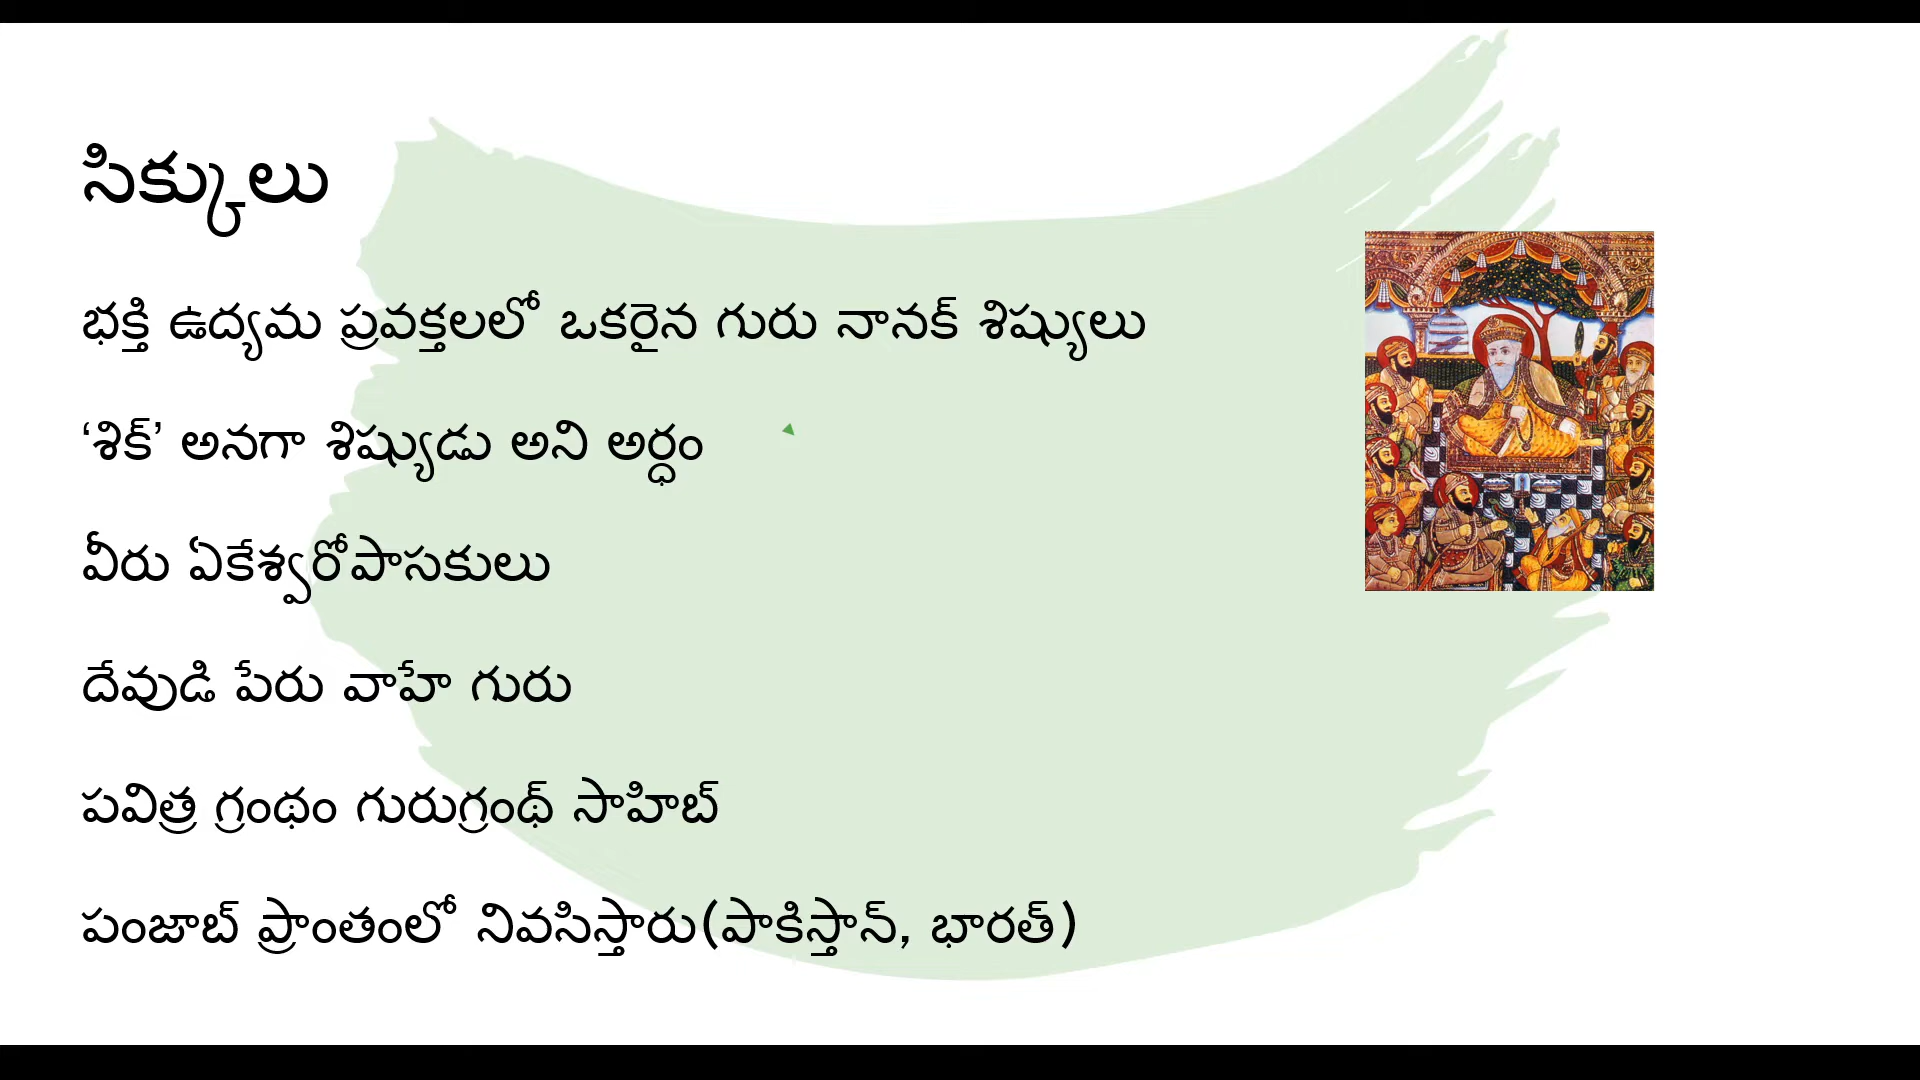 సిక్కులు
భక్తి ఉద్యమ ప్రవక్తలలో ఒకరైన గురు నానక్ శిష్యులు
‘శిక్’ అనగా శిష్యుడు అని అర్ధం
వీరు ఏకేశ్వరోపాసకులు
దేవుడి పేరు వాహే గురు
పవిత్ర గ్రంథం గురుగ్రంథ్ సాహిబ్
పంజాబ్ ప్రాంతంలో నివసిస్తారు(పాకిస్తాన్, భారత్)